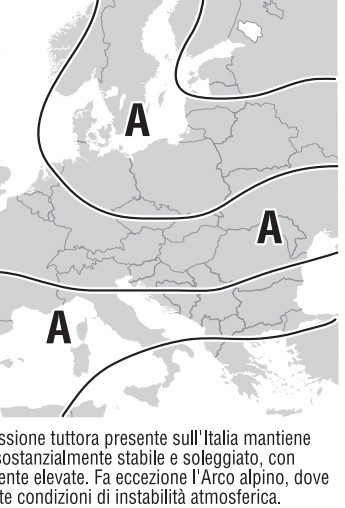 A
A
A
ssione tuttora presente sull'Italia mantiene
sostanzialmente stabile e soleggiato, con
ente elevate. Fa eccezione l'Arco alpino, dove
te condizioni di instabilità atmosferica.